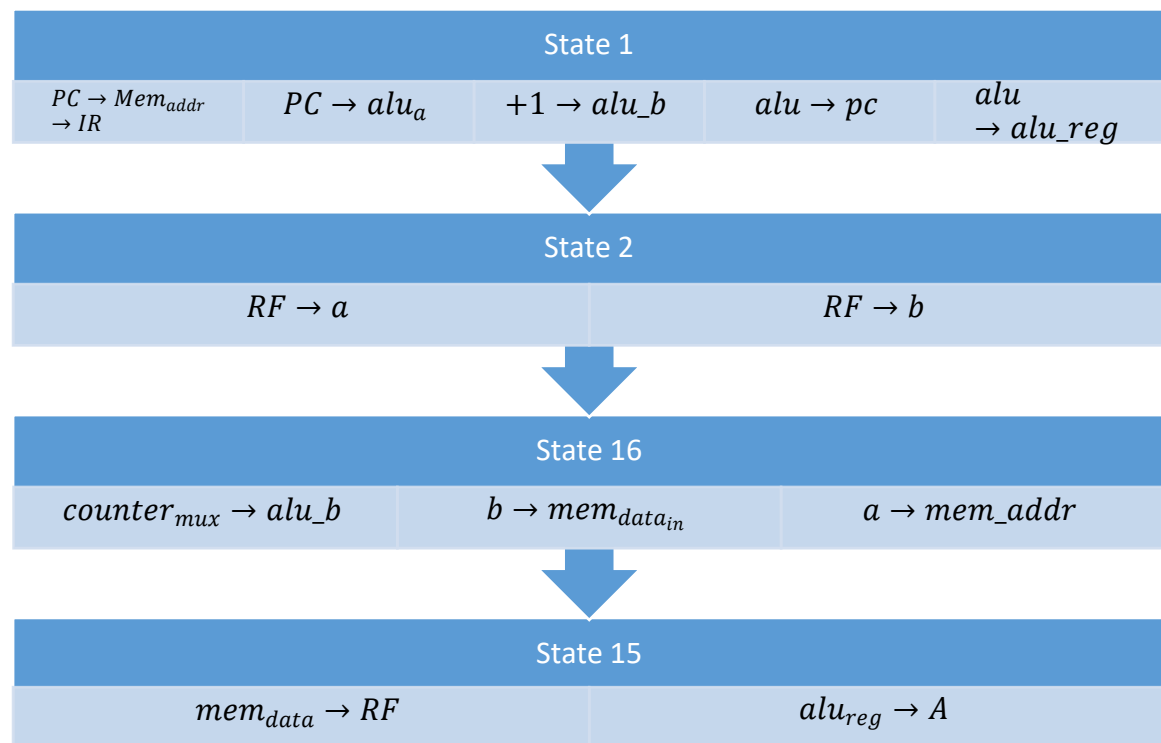 State 1
PC → Mem_addr
→ IR
PC → alu_a
+1 → alu_b
alu → pc
alu
→ alu_reg
State 2
RF → a
RF → b
State 16
counter_mux → alu_b
b → mem_data_in
a → mem_addr
State 15
mem_data → RF
alu_reg → A